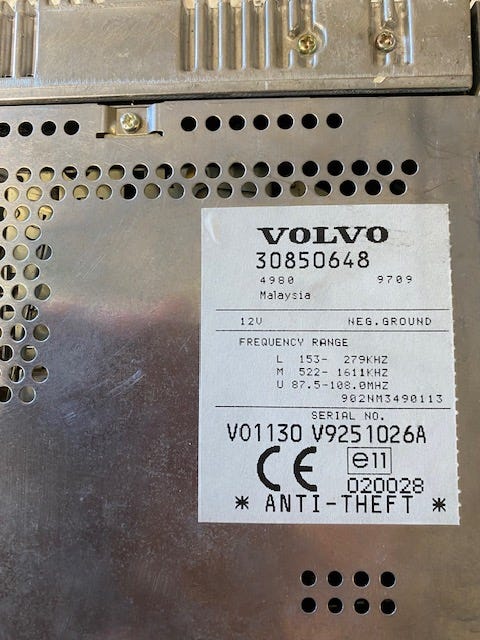 VOLVO
30850648
4980 9709
Malaysia
12V NEG.GROUND
FREQUENCY RANGE
L 153- 279KHZ
M 522- 1611KHZ
U 87.5-108.0MHZ
902NM3490113
SERIAL NO.
VO1130 V9251026A
CE e11
020028
* ANTI-THEFT *